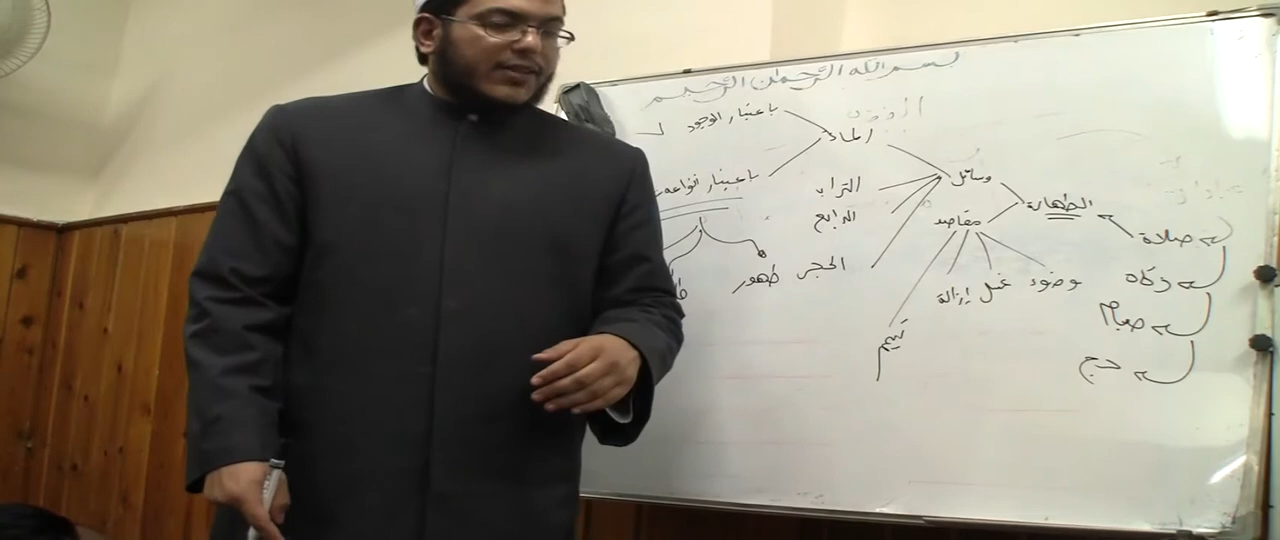 بسم الله الرحمن الرحيم
باعتبار الوجود
الماء
باعتبار انواعه
وسائل
التراب
الدابغ
الحجر
الطهارة
مقاصد
وضوء
غسل
إزالة
تيمم
طهور
صلاة
زكاة
صيام
حج